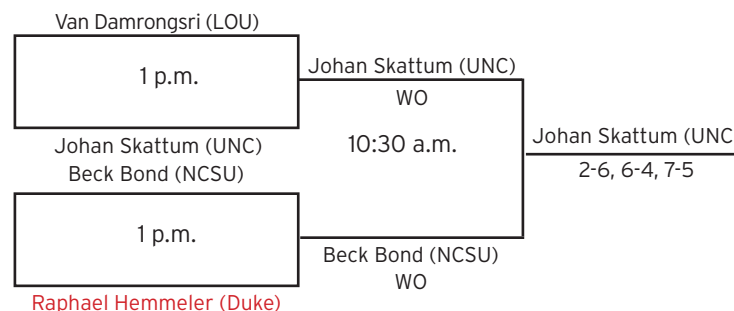 Van Damrongsri (LOU)
1 p.m.
Johan Skattum (UNC)
Beck Bond (NCSU)
1 p.m.
Raphael Hemmeler (Duke)
Johan Skattum (UNC)
WO
10:30 a.m.
Beck Bond (NCSU)
WO
Johan Skattum (UNC
2-6, 6-4, 7-5